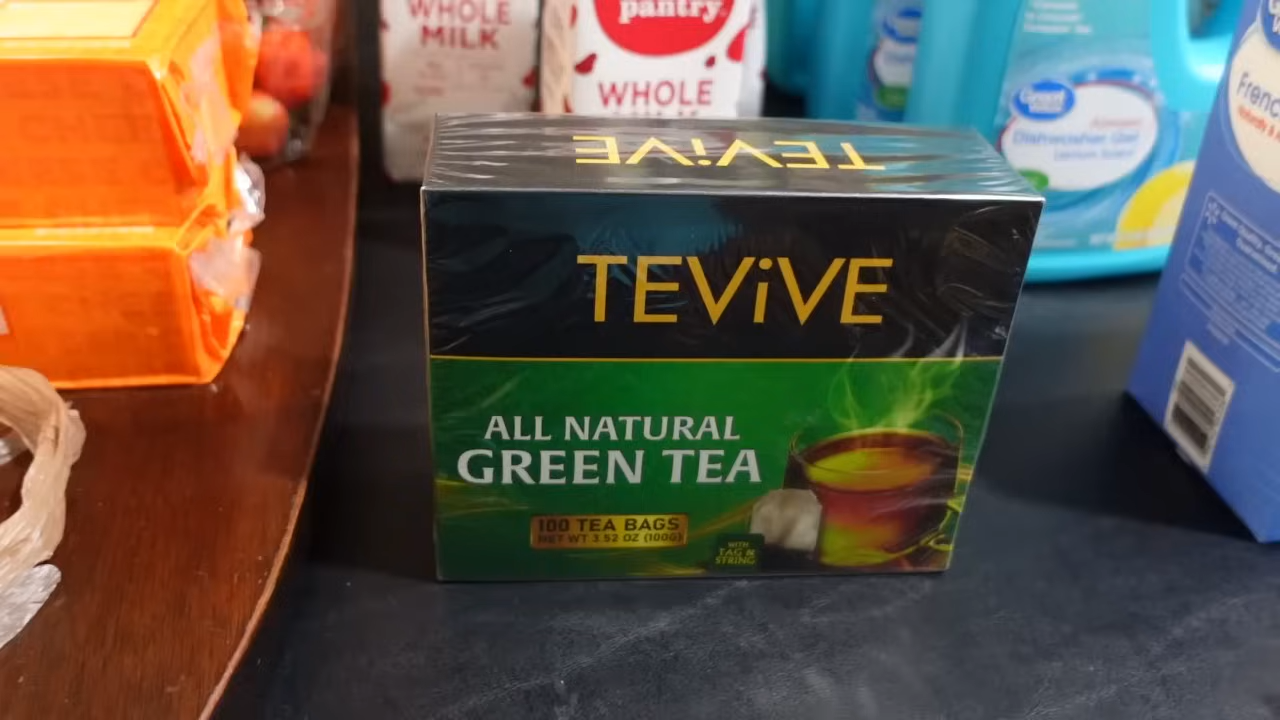 WHOLE
MILK
pantry.
WHOLE
TEViVE
TEViVE
ALL NATURAL
GREEN TEA
100 TEA BAGS
NET WT 3.52 OZ (100G)
WITH
TAG &
STRING
Great
Dishwasher Gel